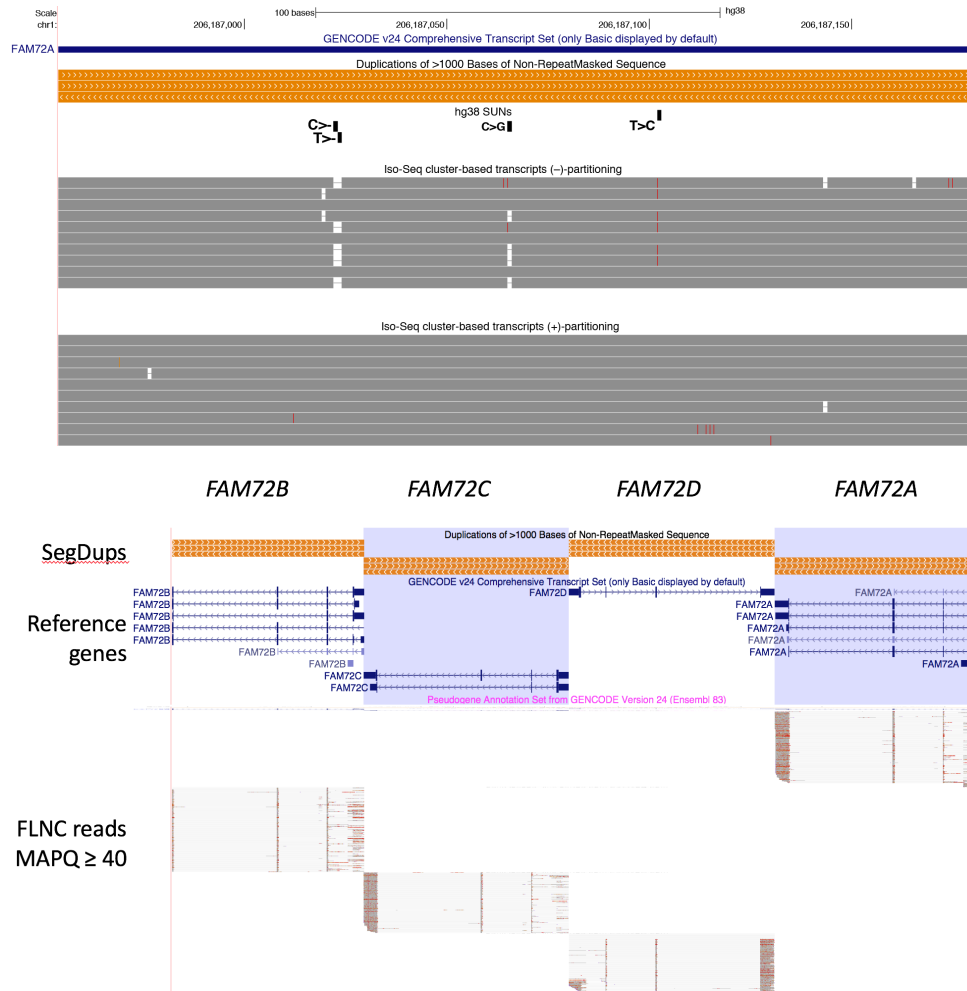 Scale 100 bases hg38
chr1: 206,187,000 206,187,050 206,187,100 206,187,150
GENCODE v24 Comprehensive Transcript Set (only Basic displayed by default)
FAM72A
Duplications of >1000 Bases of Non-RepeatMasked Sequence
hg38 SUNs
C>- C>G T>C
T>-
Iso-Seq cluster-based transcripts (–)-partitioning
Iso-Seq cluster-based transcripts (+)-partitioning
FAM72B FAM72C FAM72D FAM72A
Duplications of >1000 Bases of Non-RepeatMasked Sequence
SegDups
GENCODE v24 Comprehensive Transcript Set (only Basic displayed by default)
FAM72B FAM72D FAM72A
FAM72B FAM72A
FAM72B FAM72A
Reference
FAM72B FAM72A
FAM72B FAM72A
genes
FAM72B FAM72A
FAM72B FAM72A
FAM72C
FAM72C
Pseudogene Annotation Set from GENCODE Version 24 (Ensembl 83)
FLNC reads
MAPQ ≥ 40